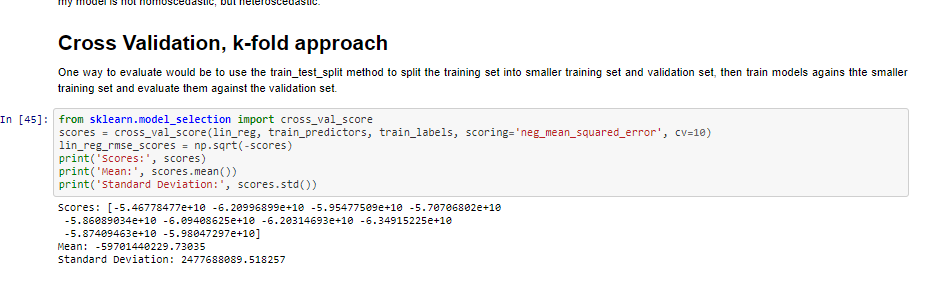 my model is not homoscedastic, but heteroscedastic.
Cross Validation, k-fold approach
One way to evaluate would be to use the train_test_split method to split the training set into smaller training set and validation set, then train models agains thte smaller
training set and evaluate them against the validation set.
In [45]: from sklearn.model_selection import cross_val_score
scores = cross_val_score(lin_reg, train_predictors, train_labels, scoring='neg_mean_squared_error', cv=10)
lin_reg_rmse_scores = np.sqrt(-scores)
print('Scores:', scores)
print('Mean:', scores.mean())
print('Standard Deviation:', scores.std())
Scores: [-5.46778477e+10 -6.20996899e+10 -5.95477509e+10 -5.70706802e+10
-5.86089034e+10 -6.09408625e+10 -6.20314693e+10 -6.34915225e+10
-5.87409463e+10 -5.98047297e+10]
Mean: -59701440229.73035
Standard Deviation: 2477688089.518257